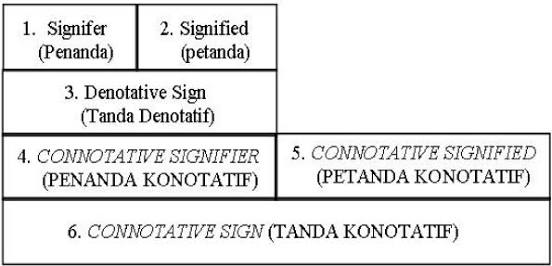 1. Signifer
(Penanda)
2. Signified
(petanda)
3. Denotative Sign
(Tanda Denotatif)
4. CONNOTATIVE SIGNIFIER
(PENANDA KONOTATIF)
5. CONNOTATIVE SIGNIFIED
(PETANDA KONOTATIF)
6. CONNOTATIVE SIGN (TANDA KONOTATIF)